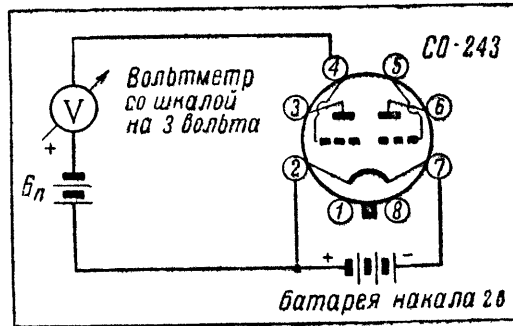 СО-243
Вольтметр
со шкалой
на 3 вольта
V
+
Бп
4
5
3
6
2
7
1
8
+
-
батарея накала 2в